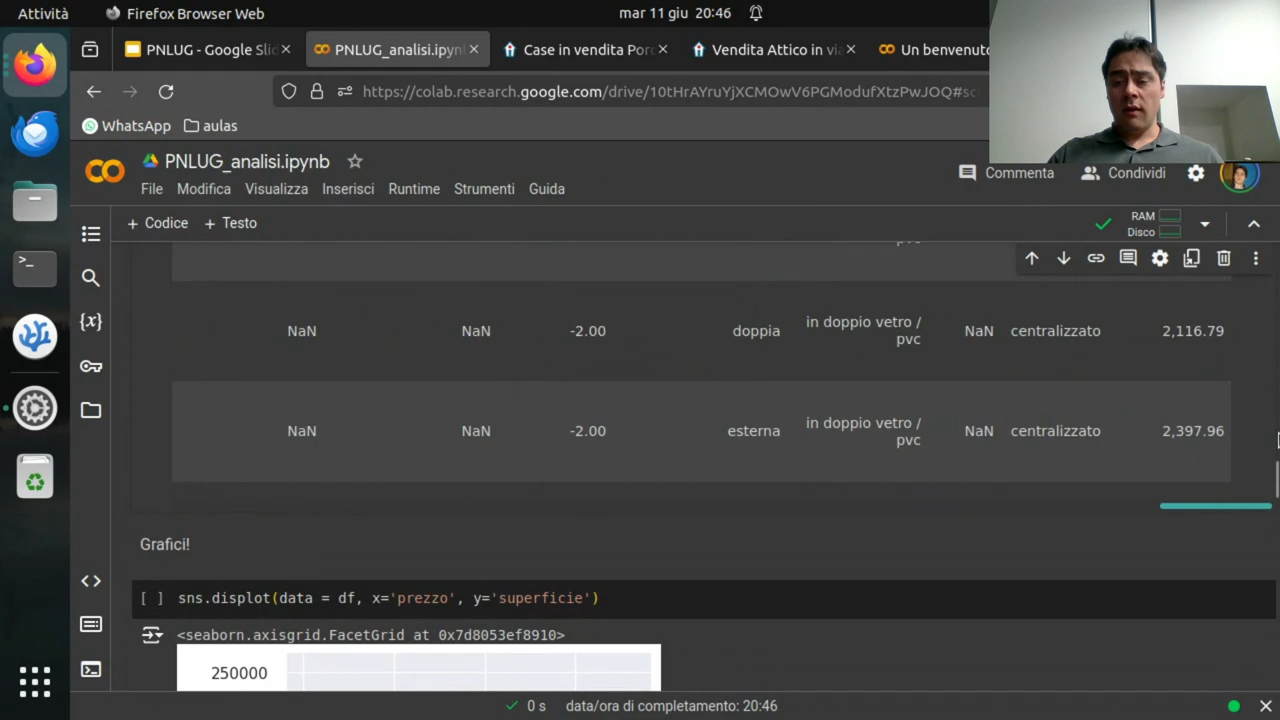 Attività
Firefox Browser Web
mar 11 giu 20:46
PNLUG - Google Slid
PNLUG_analisi.ipyn
Case in vendita Porc
Vendita Attico in via
Un benvenuto
https://colab.research.google.com/drive/10tHrAYruYjXCMOwV6PGModufXtzPwJOQ#sc
WhatsApp
aulas
PNLUG_analisi.ipynb
Commenta
Condividi
File Modifica Visualizza Inserisci Runtime Strumenti Guida
+ Codice + Testo
RAM
Disco
NaN NaN -2.00 doppia in doppio vetro / pvc NaN centralizzato 2,116.79
NaN NaN -2.00 esterna in doppio vetro / pvc NaN centralizzato 2,397.96
Grafici!
[ ] sns.displot(data = df, x='prezzo', y='superficie')
<seaborn.axisgrid.FacetGrid at 0x7d8053ef8910>
250000
0 s data/ora di completamento: 20:46